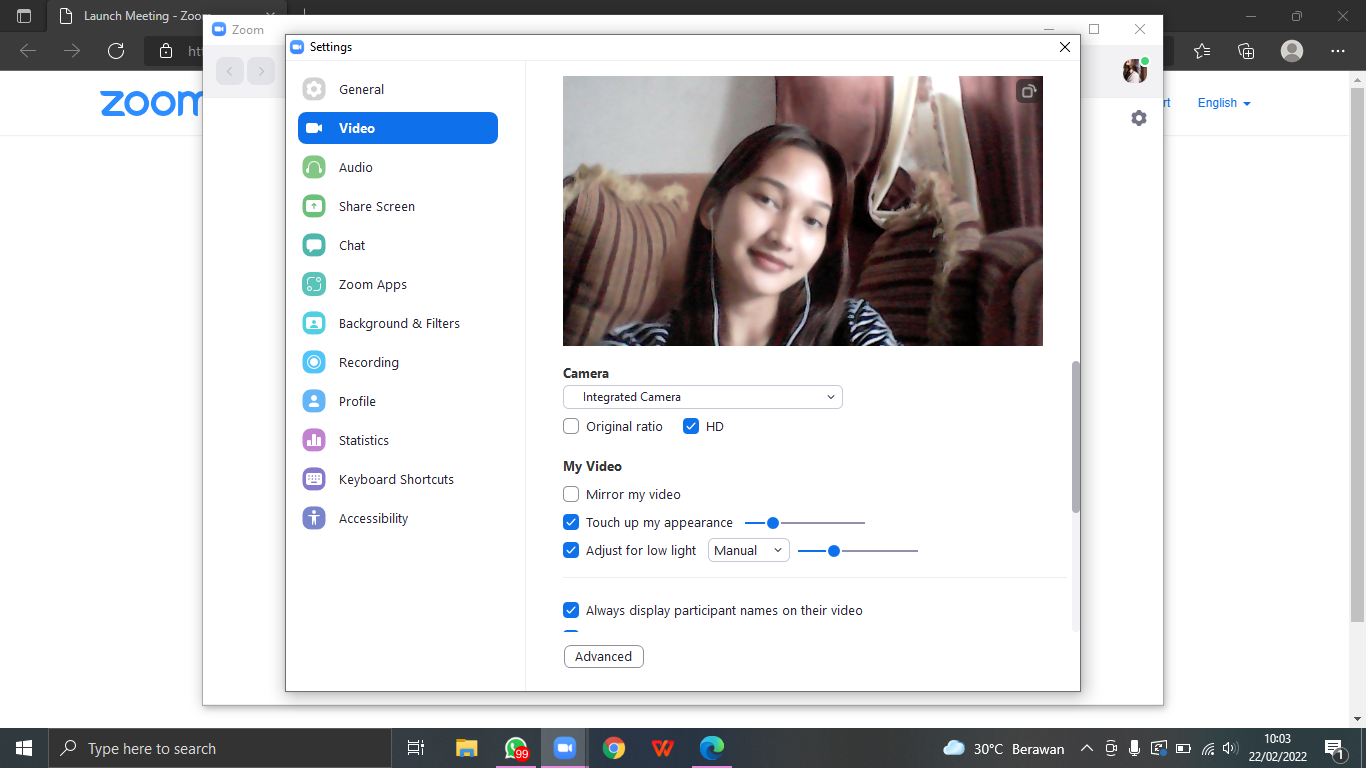 Launch Meeting - Zoo
Zoom
Settings
zoom
rt
English
General
Video
Audio
Share Screen
Chat
Zoom Apps
Background & Filters
Recording
Profile
Statistics
Keyboard Shortcuts
Accessibility
Camera
Integrated Camera
Original ratio HD
My Video
Mirror my video
Touch up my appearance
Adjust for low light Manual
Always display participant names on their video
Advanced
Type here to search
99
30°C Berawan
10:03
22/02/2022
1